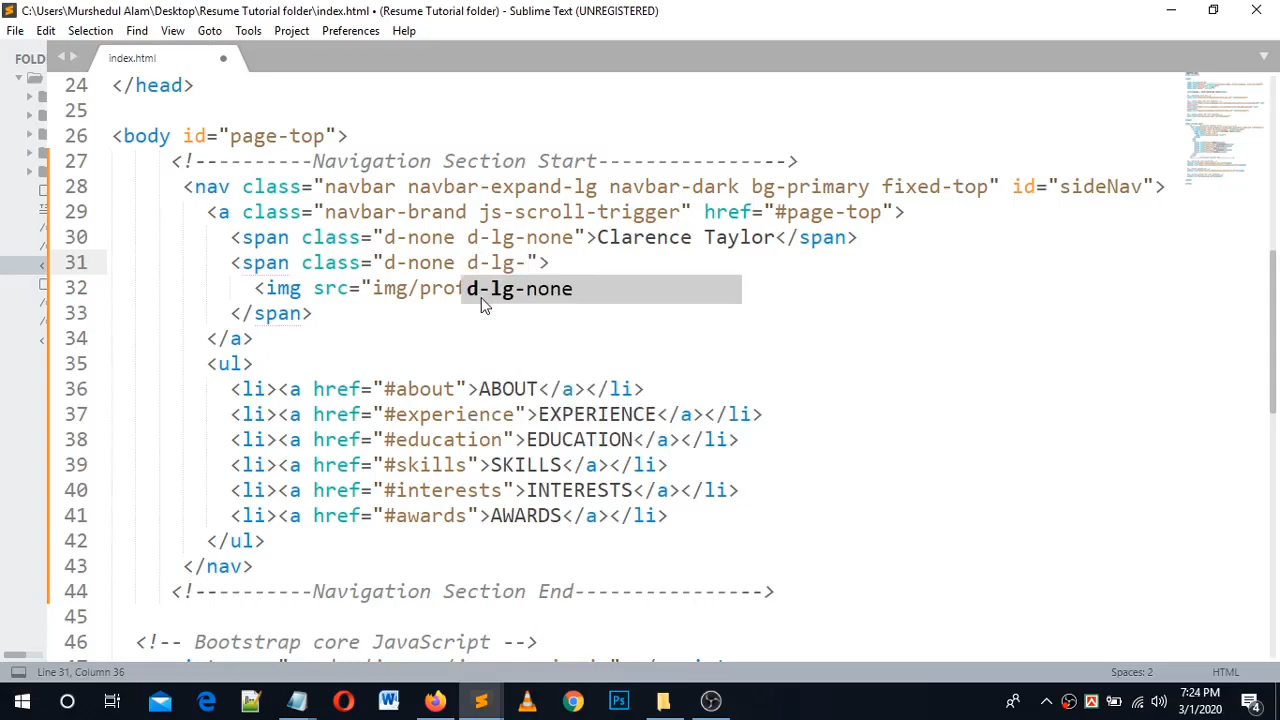 C:\Users\Murshedul Alam\Desktop\Resume Tutorial folder\index.html • (Resume Tutorial folder) - Sublime Text (UNREGISTERED)
File Edit Selection Find View Goto Tools Project Preferences Help
FOLD
index.html
24 </head>
25
26 <body id="page-top">
27 <!----------Navigation Section Start--------------->
28 <nav class="navbar navbar-expand-lg navbar-dark bg-primary fixed-top" id="sideNav">
29 <a class="navbar-brand js-scroll-trigger" href="#page-top">
30 <span class="d-none d-lg-none">Clarence Taylor</span>
31 <span class="d-none d-lg-">
32 <img src="img/prof
d-lg-none
33 </span>
34 </a>
35 <ul>
36 <li><a href="#about">ABOUT</a></li>
37 <li><a href="#experience">EXPERIENCE</a></li>
38 <li><a href="#education">EDUCATION</a></li>
39 <li><a href="#skills">SKILLS</a></li>
40 <li><a href="#interests">INTERESTS</a></li>
41 <li><a href="#awards">AWARDS</a></li>
42 </ul>
43 </nav>
44 <!----------Navigation Section End--------------->
45
46 <!-- Bootstrap core JavaScript -->
Line 31, Column 36
Spaces: 2
HTML
7:24 PM
3/1/2020